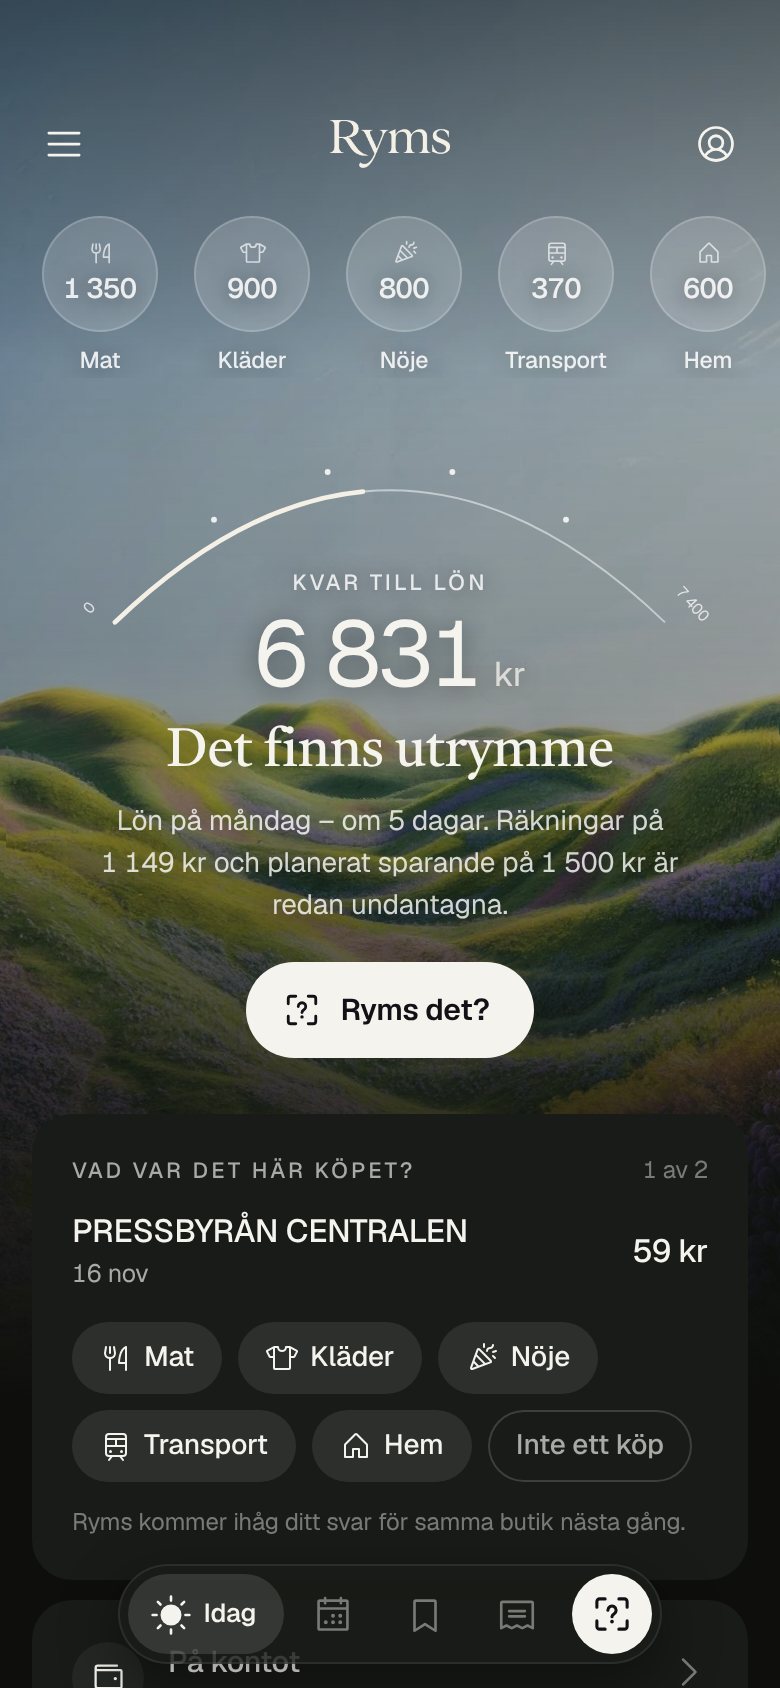 Ryms
1 350
900
800
370
600
Mat
Kläder
Nöje
Transport
Hem
0
7 400
KVAR TILL LÖN
6 831 kr
Det finns utrymme
Lön på måndag – om 5 dagar. Räkningar på
1 149 kr och planerat sparande på 1 500 kr är
redan undantagna.
Ryms det?
VAD VAR DET HÄR KÖPET?
1 av 2
PRESSBYRÅN CENTRALEN
59 kr
16 nov
Mat
Kläder
Nöje
Transport
Hem
Inte ett köp
Ryms kommer ihåg ditt svar för samma butik nästa gång.
Idag
På kontot